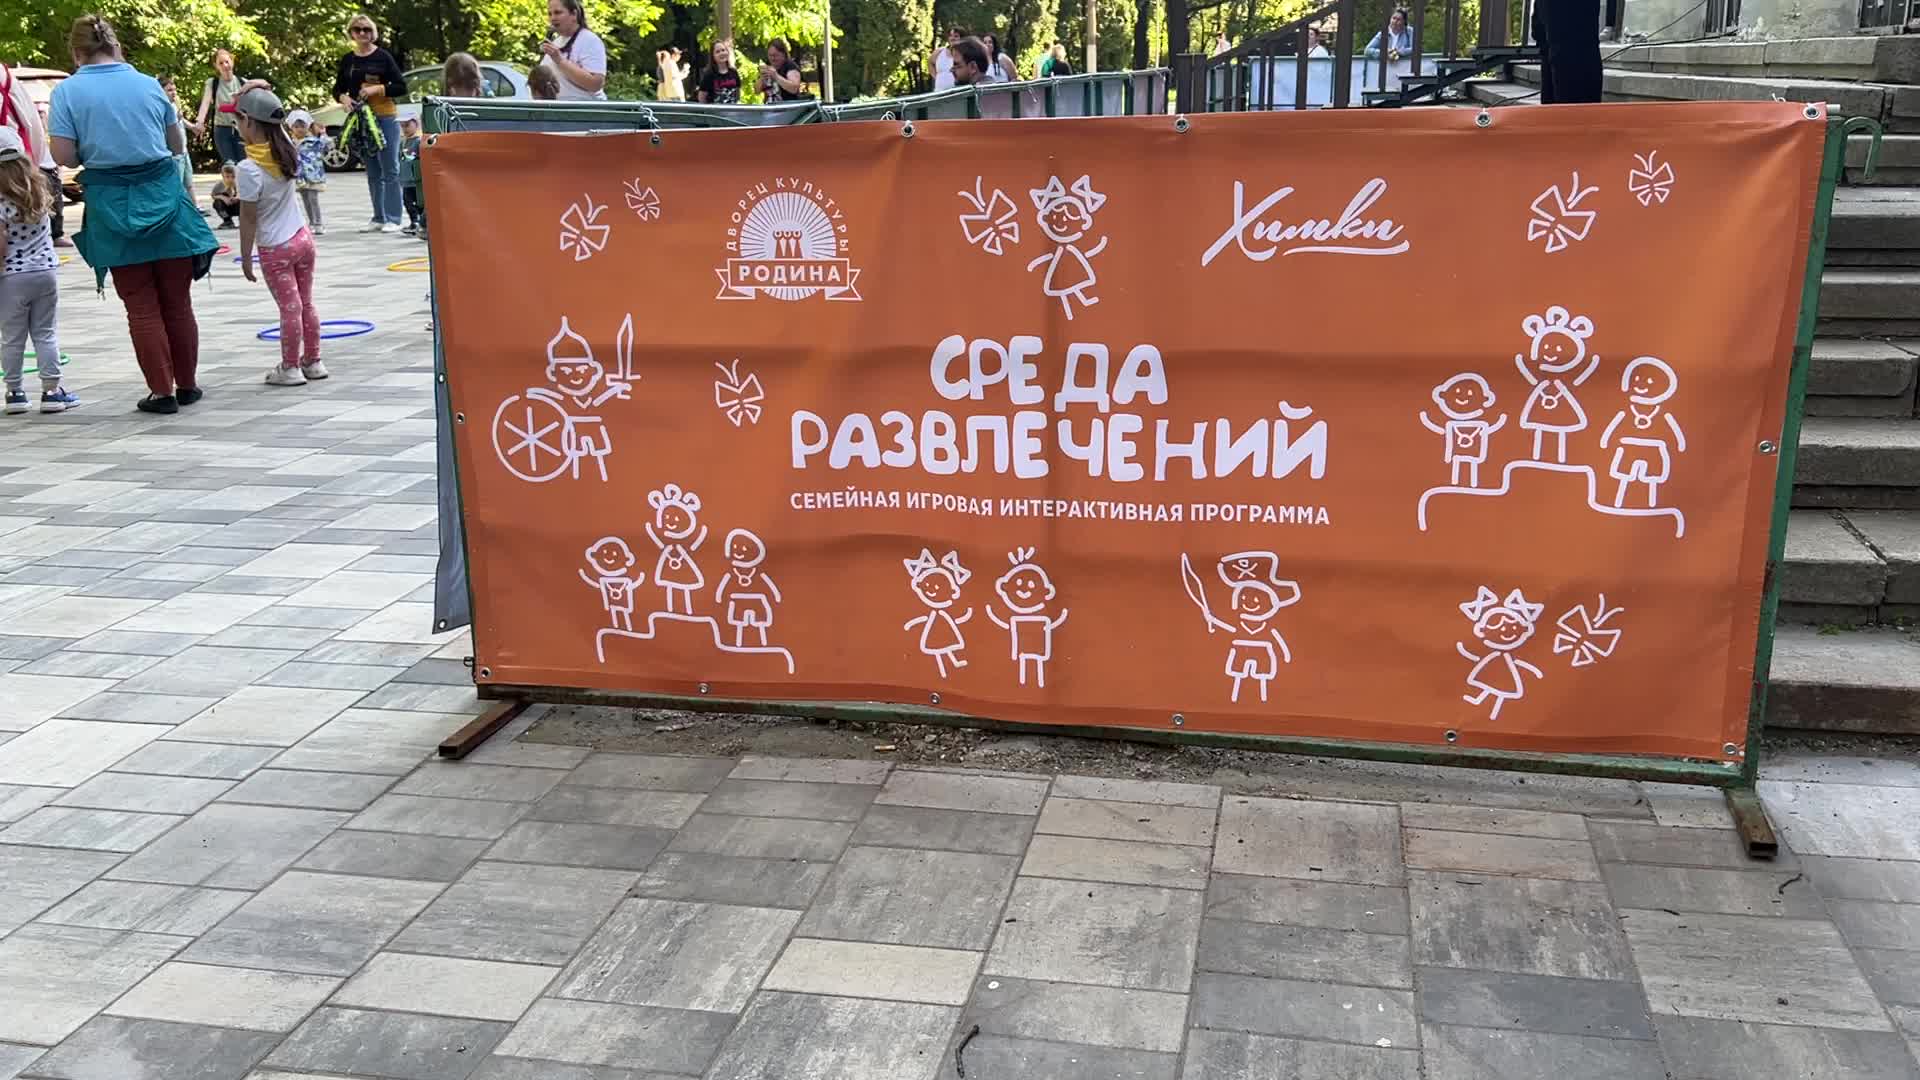 ДВОРЕЦ КУЛЬТУРЫ
РОДИНА
Химки
СРЕДА
РАЗВЛЕЧЕНИЙ
СЕМЕЙНАЯ ИГРОВАЯ ИНТЕРАКТИВНАЯ ПРОГРАММА